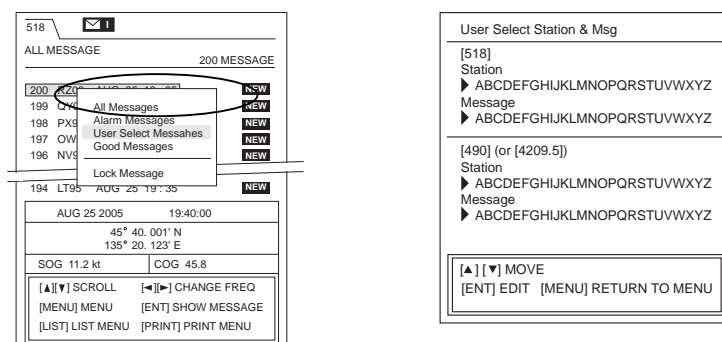 518 I
ALL MESSAGE
200 MESSAGE
200 NEW
199 NEW
198 PX9 NEW
197 OW NEW
196 NV9 NEW
All Messages
Alarm Messages
User Select Messahes
Good Messages
Lock Message
194 LT95 AUG 25 19 : 35 NEW
AUG 25 2005 19:40:00
45° 40. 001' N
135° 20. 123' E
SOG 11.2 kt COG 45.8
[▲][▼] SCROLL [◄][►] CHANGE FREQ
[MENU] MENU [ENT] SHOW MESSAGE
[LIST] LIST MENU [PRINT] PRINT MENU
User Select Station & Msg
[518]
Station
▶ ABCDEFGHIJKLMNOPQRSTUVWXYZ
Message
▶ ABCDEFGHIJKLMNOPQRSTUVWXYZ
[490] (or [4209.5])
Station
▶ ABCDEFGHIJKLMNOPQRSTUVWXYZ
Message
▶ ABCDEFGHIJKLMNOPQRSTUVWXYZ
[▲] [▼] MOVE
[ENT] EDIT [MENU] RETURN TO MENU